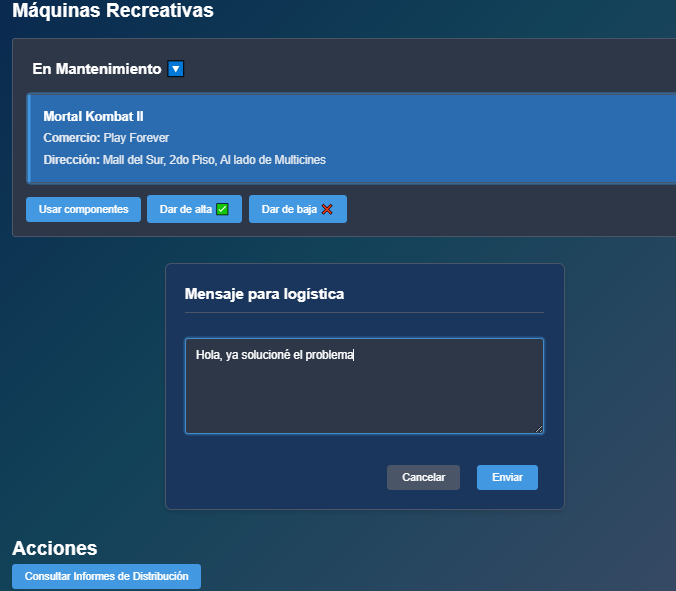 Máquinas Recreativas
En Mantenimiento
Mortal Kombat II
Comercio: Play Forever
Dirección: Mall del Sur, 2do Piso, Al lado de Multicines
Usar componentes
Dar de alta
Dar de baja
Mensaje para logística
Hola, ya solucioné el problema
Cancelar
Enviar
Acciones
Consultar Informes de Distribución